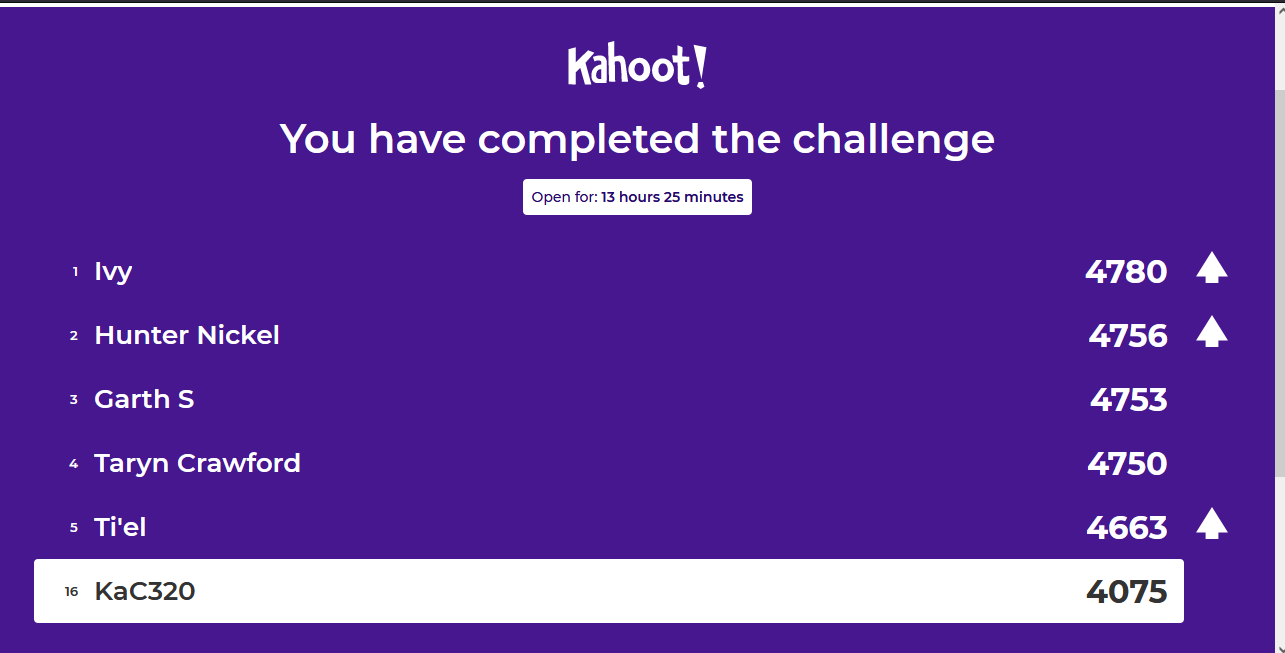 Kahoot!
You have completed the challenge
Open for: 13 hours 25 minutes
1 Ivy 4780
2 Hunter Nickel 4756
3 Garth S 4753
4 Taryn Crawford 4750
5 Ti'el 4663
16 KaC320 4075